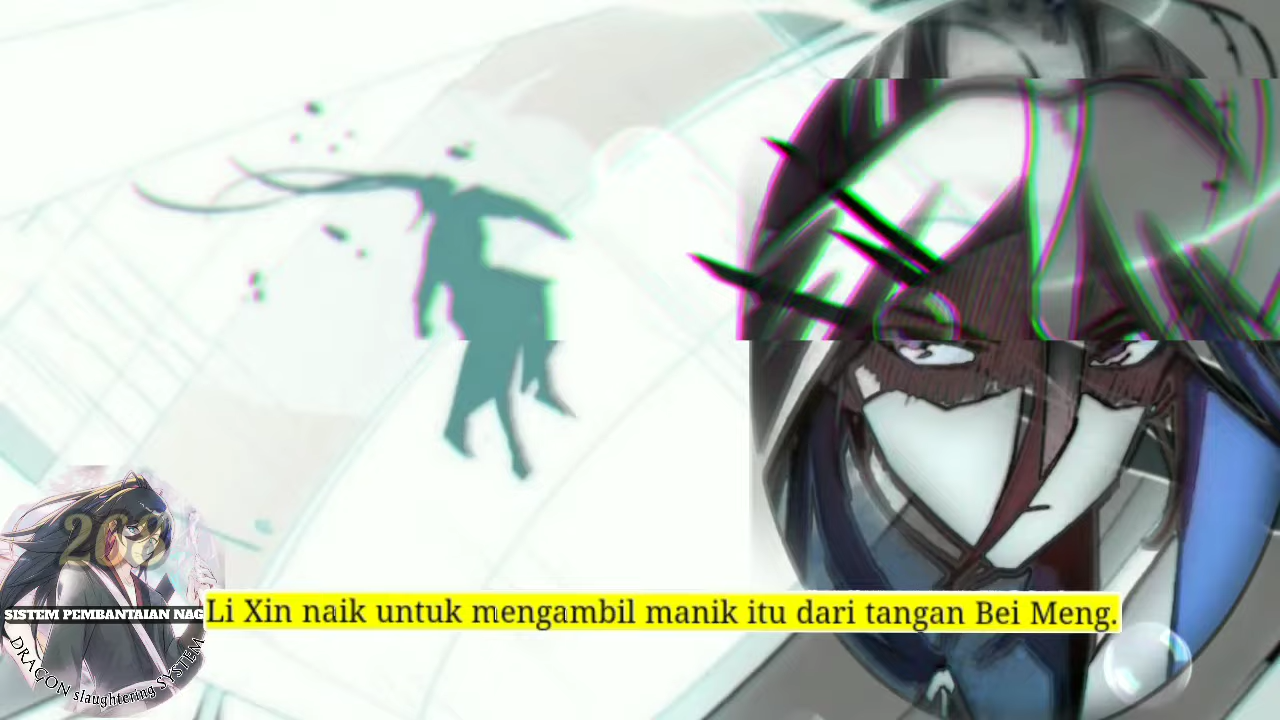 SISTEM PEMBANTAIAN NAG
DRAGON slaughtering SYSTEM
Li Xin naik untuk mengambil manik itu dari tangan Bei Meng.